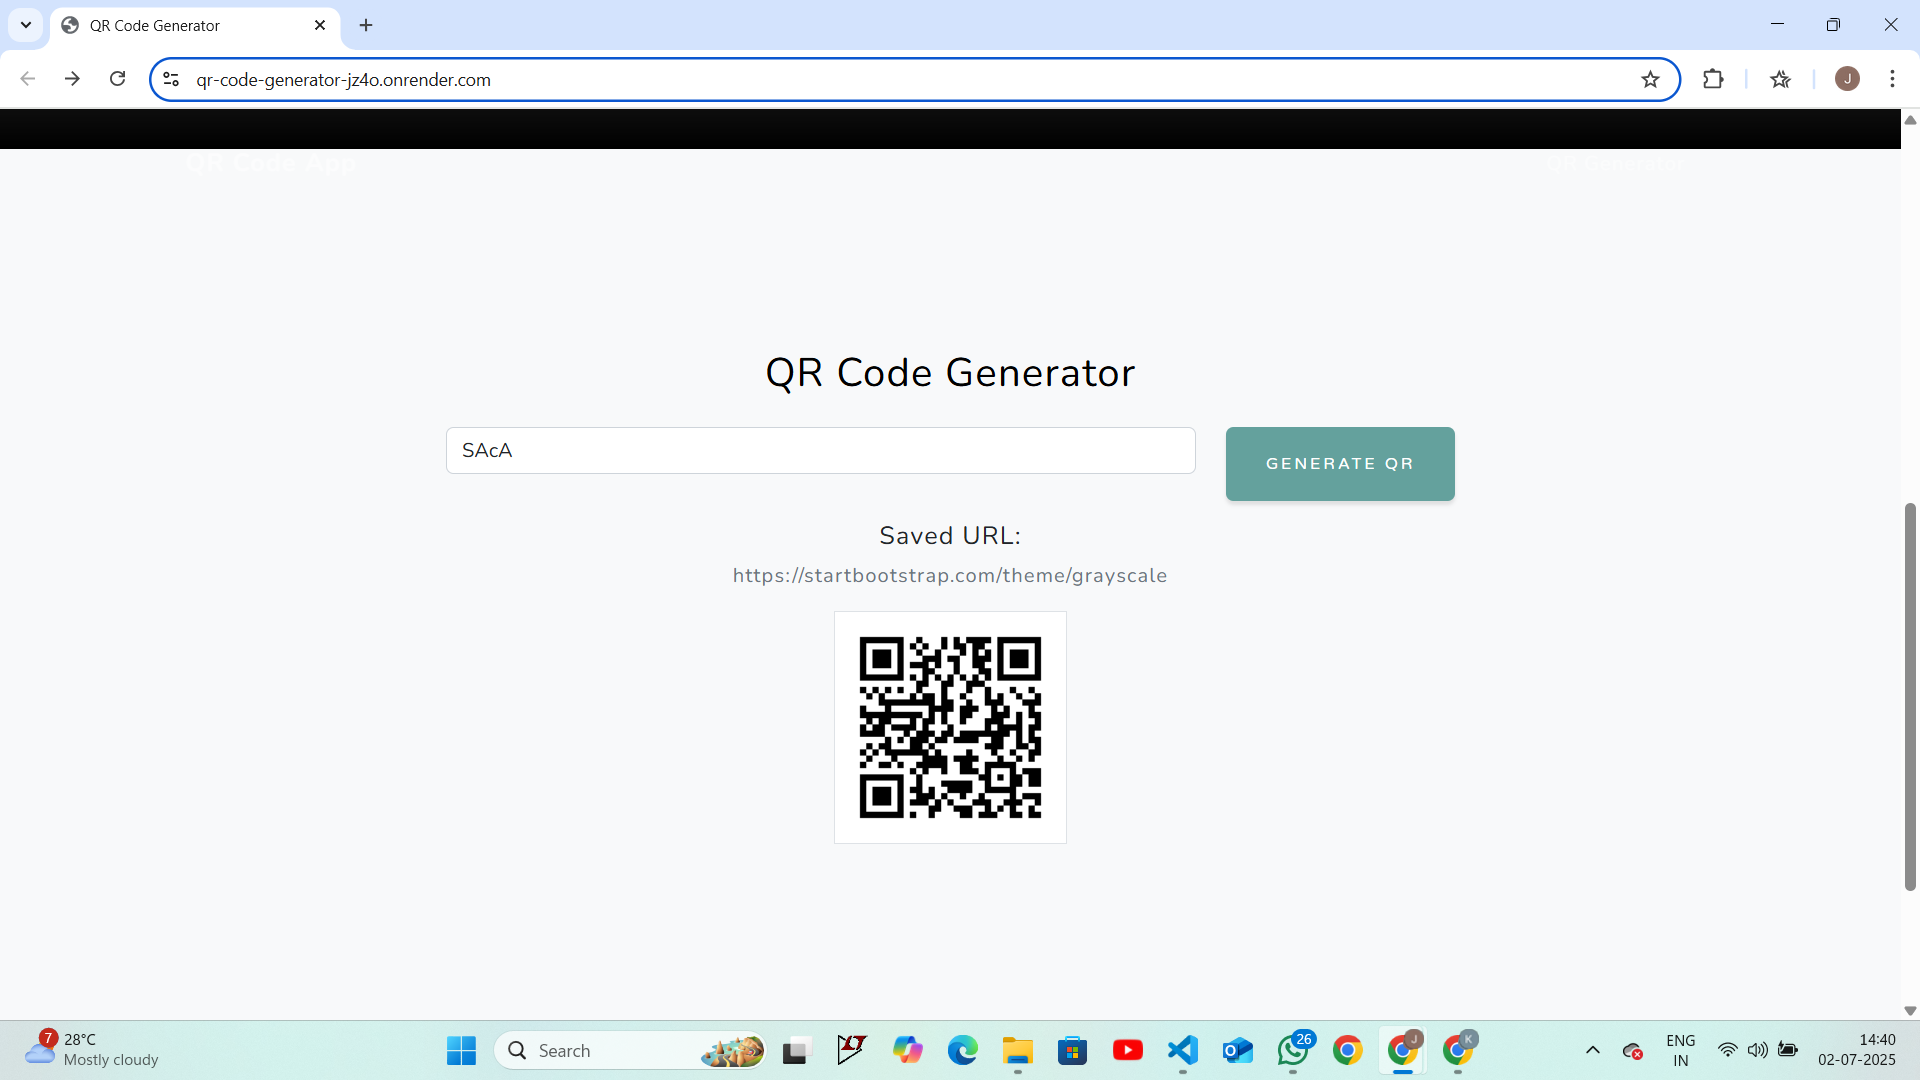 QR Code Generator
qr-code-generator-jz4o.onrender.com
J
QR Code App
QR Generator
QR Code Generator
SAcA
GENERATE QR
Saved URL:
https://startbootstrap.com/theme/grayscale
7
28°C
Mostly cloudy
Search
LT
26
J
K
ENG
IN
14:40
02-07-2025